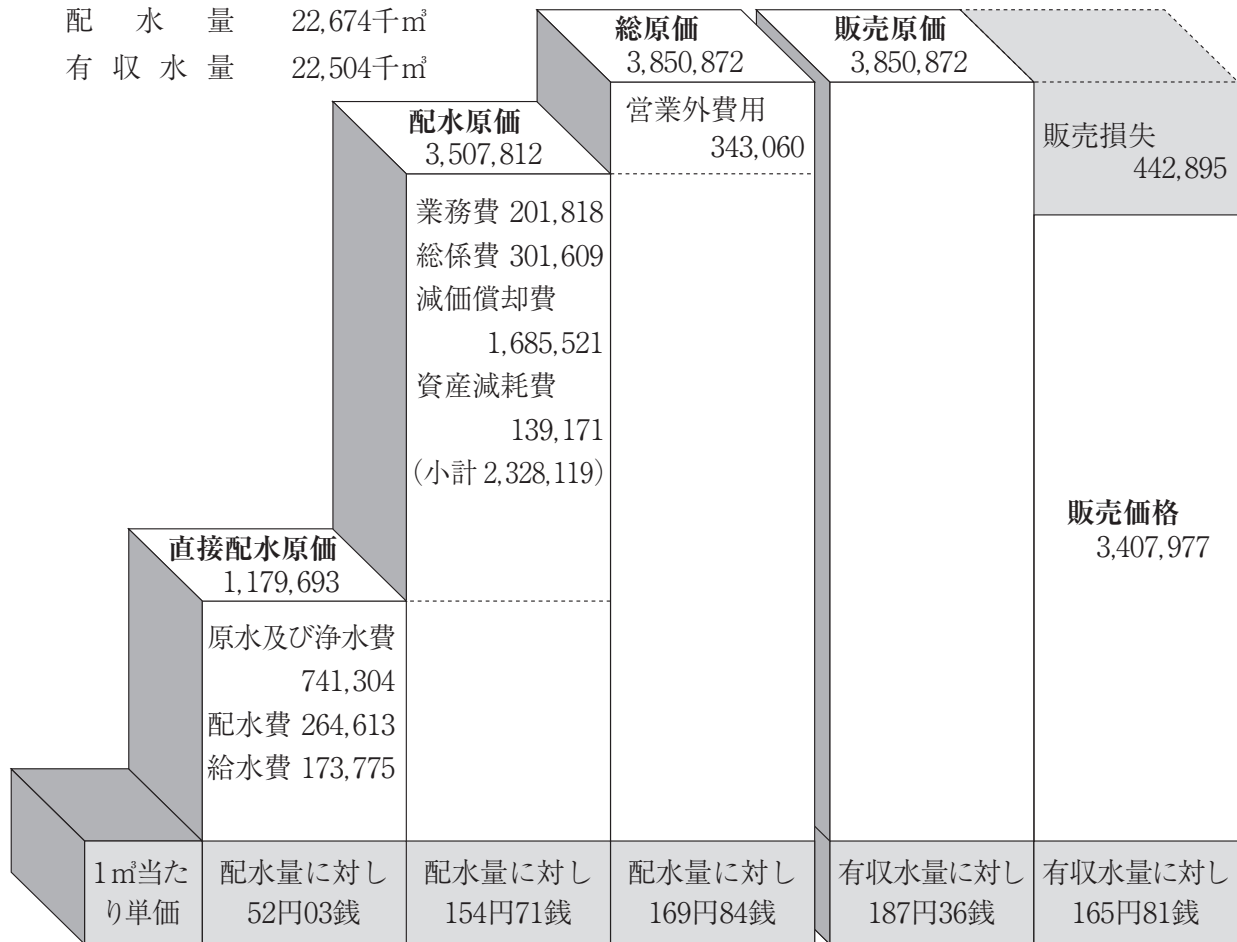 配水量 22,674千㎥
有収水量 22,504千㎥
総原価
3,850,872
営業外費用
343,060
販売原価
3,850,872
販売損失
442,895
販売価格
3,407,977
配水原価
3,507,812
業務費 201,818
総係費 301,609
減価償却費
1,685,521
資産減耗費
139,171
(小計 2,328,119)
直接配水原価
1,179,693
原水及び浄水費
741,304
配水費 264,613
給水費 173,775
1㎥当た
り単価
配水量に対し
52円03銭
配水量に対し
154円71銭
配水量に対し
169円84銭
有収水量に対し
187円36銭
有収水量に対し
165円81銭